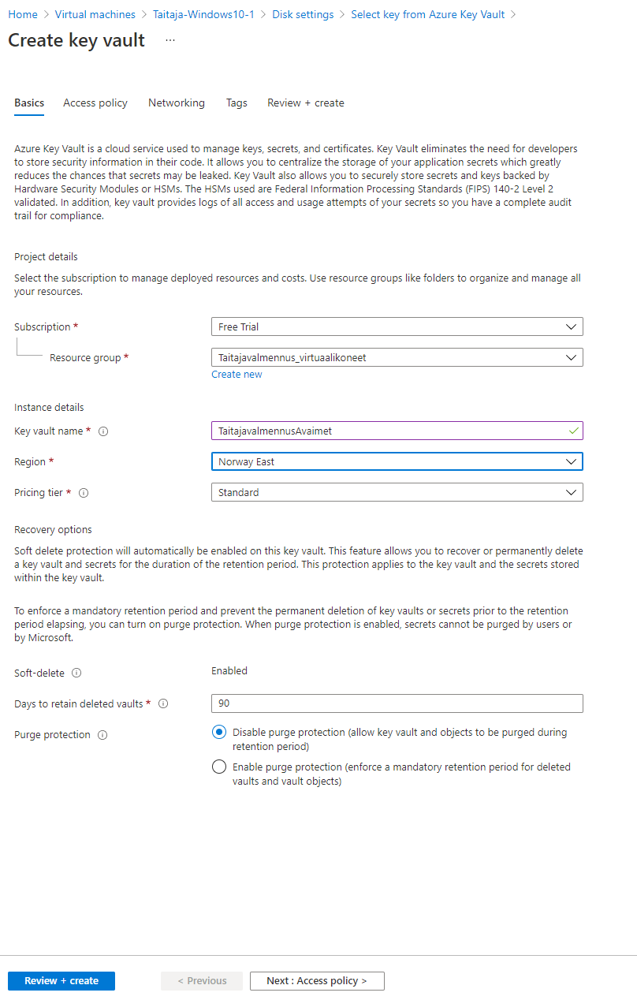 Home > Virtual machines > Taitaja-Windows10-1 > Disk settings > Select key from Azure Key Vault >
Create key vault ...
Basics Access policy Networking Tags Review + create
Azure Key Vault is a cloud service used to manage keys, secrets, and certificates. Key Vault eliminates the need for developers
to store security information in their code. It allows you to centralize the storage of your application secrets which greatly
reduces the chances that secrets may be leaked. Key Vault also allows you to securely store secrets and keys backed by
Hardware Security Modules or HSMs. The HSMs used are Federal Information Processing Standards (FIPS) 140-2 Level 2
validated. In addition, key vault provides logs of all access and usage attempts of your secrets so you have a complete audit
trail for compliance.
Project details
Select the subscription to manage deployed resources and costs. Use resource groups like folders to organize and manage all
your resources.
Subscription * Free Trial
Resource group * Taitajavalmennus_virtuaalikoneet
Create new
Instance details
Key vault name * TaitajavalmennusAvaimet
Region * Norway East
Pricing tier * Standard
Recovery options
Soft delete protection will automatically be enabled on this key vault. This feature allows you to recover or permanently delete
a key vault and secrets for the duration of the retention period. This protection applies to the key vault and the secrets stored
within the key vault.
To enforce a mandatory retention period and prevent the permanent deletion of key vaults or secrets prior to the retention
period elapsing, you can turn on purge protection. When purge protection is enabled, secrets cannot be purged by users or
by Microsoft.
Soft-delete Enabled
Days to retain deleted vaults * 90
Purge protection Disable purge protection (allow key vault and objects to be purged during
retention period)
Enable purge protection (enforce a mandatory retention period for deleted
vaults and vault objects)
Review + create < Previous Next : Access policy >